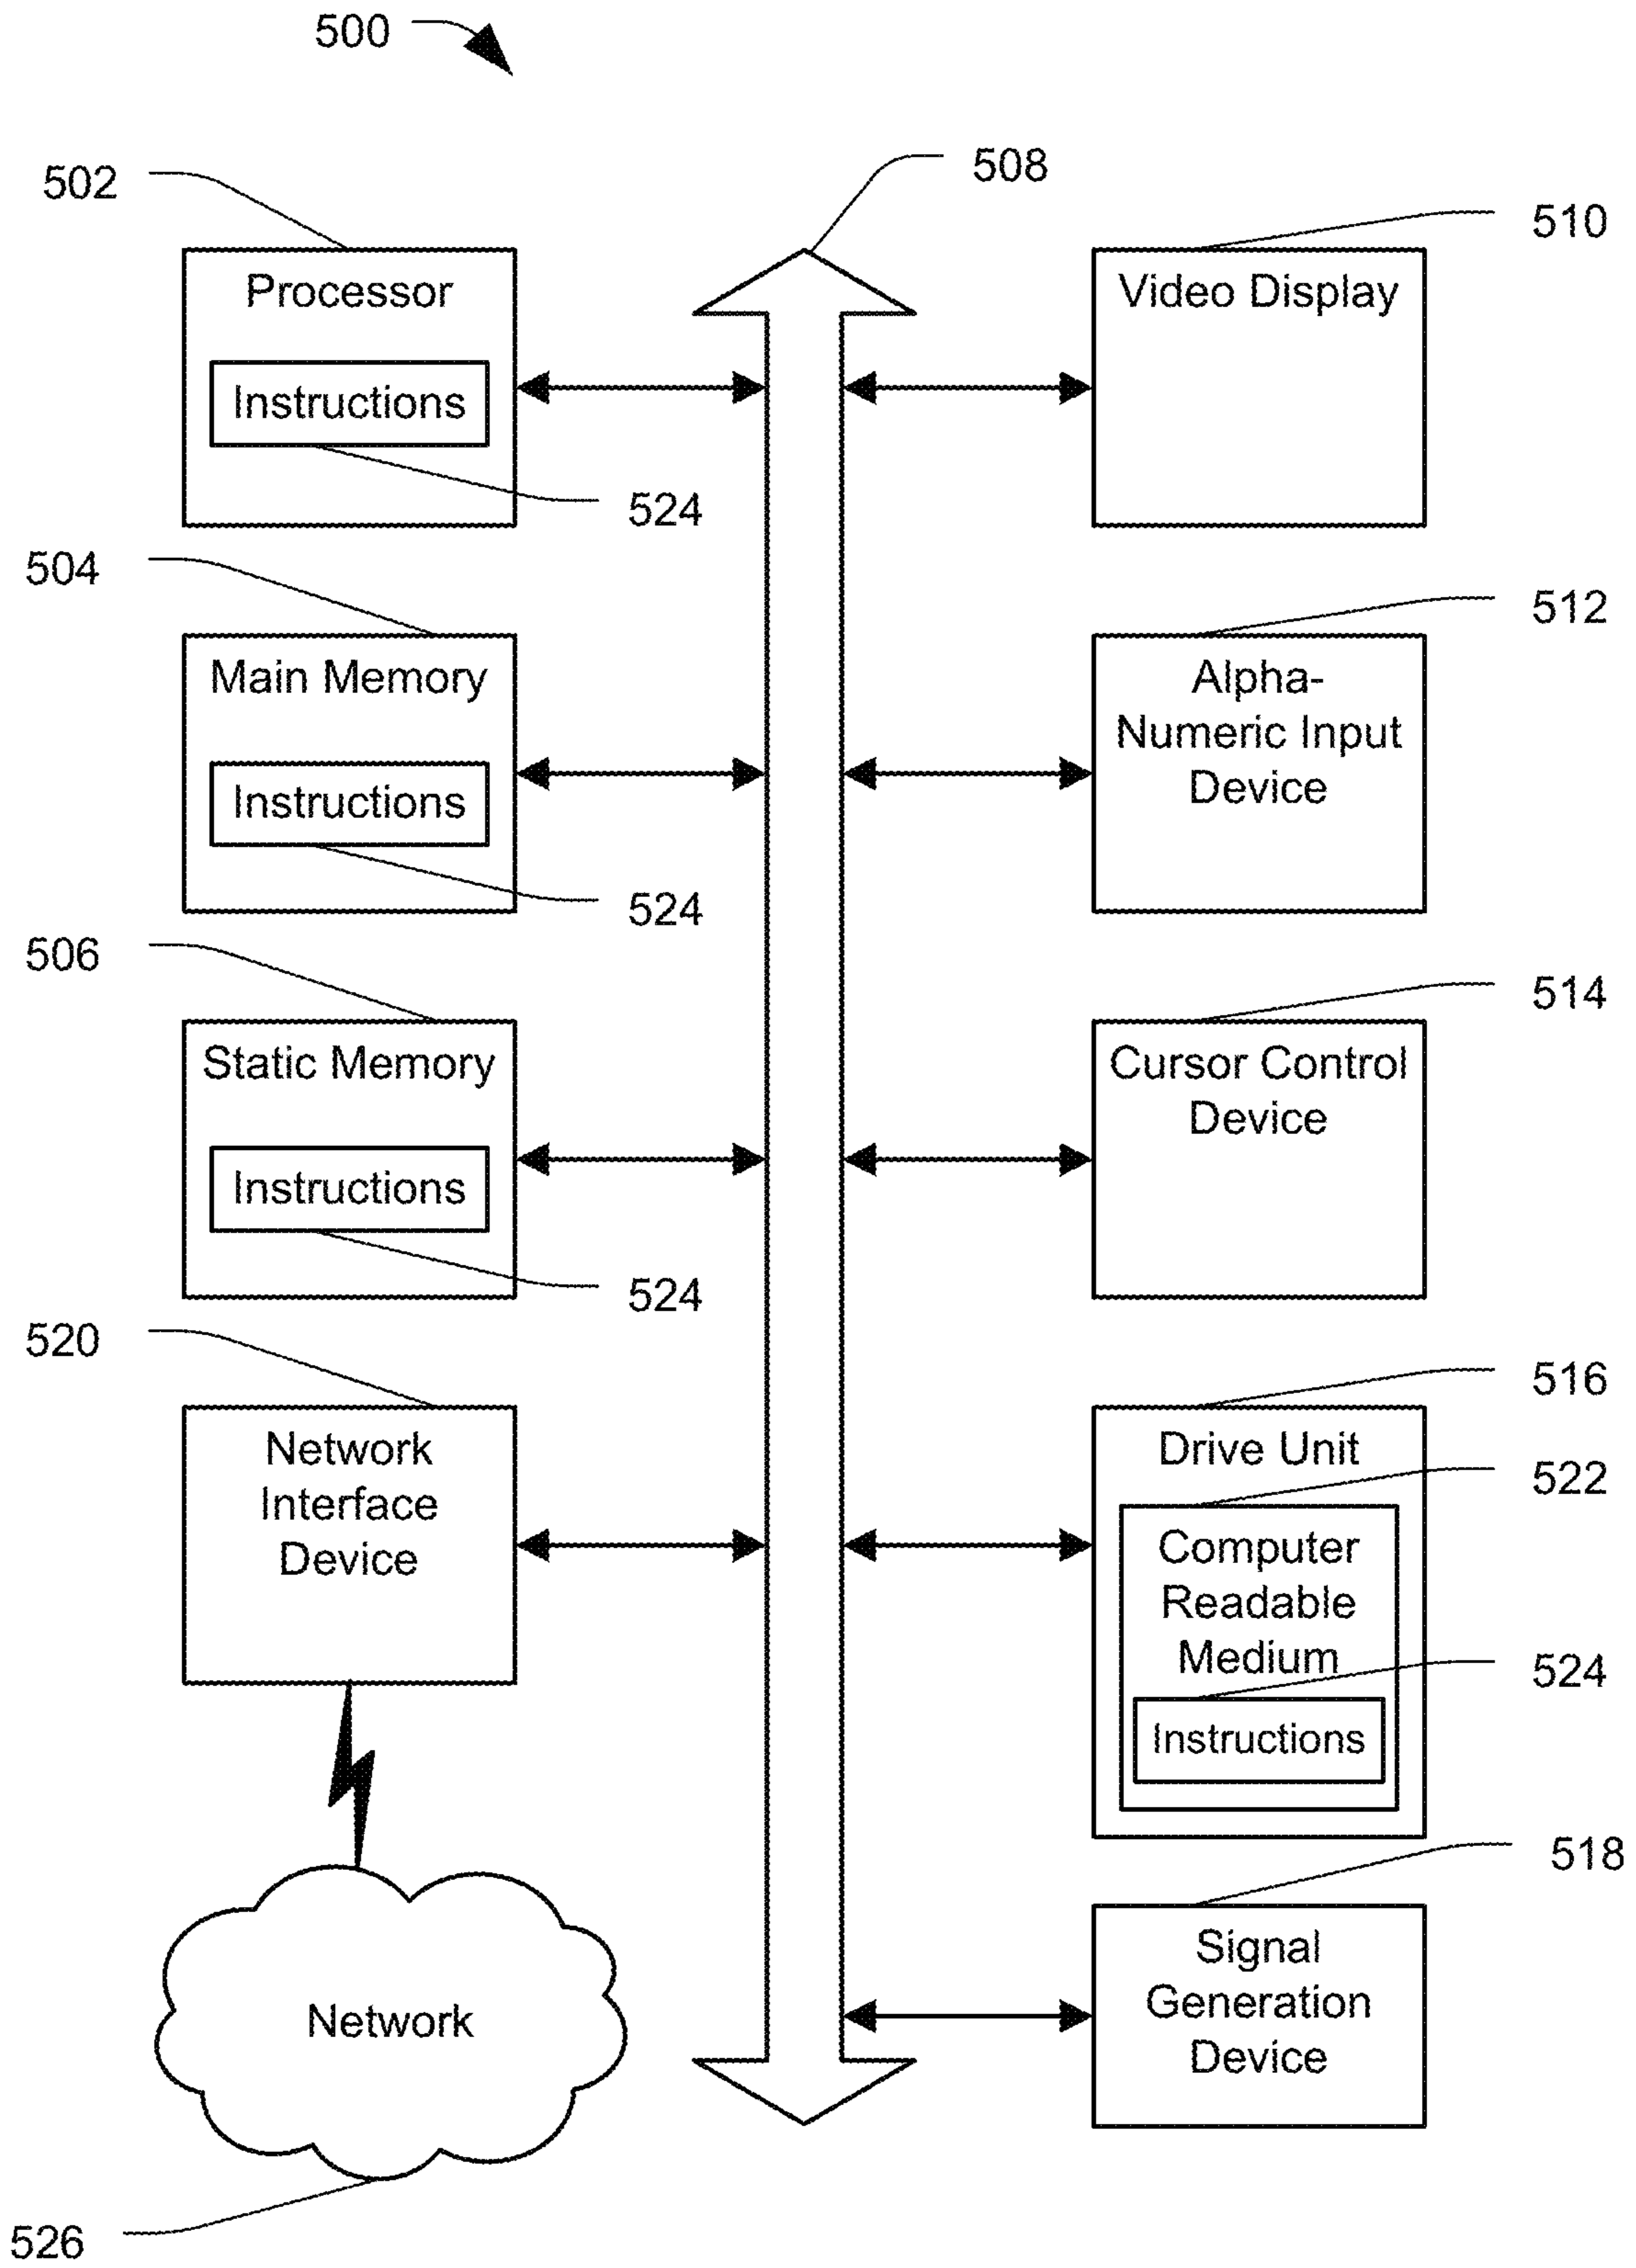 500
508
502
510
Processor
Video Display
Instructions
524
504
512
Main Memory
Alpha-
Numeric Input
Device
Instructions
524
506
514
Static Memory
Cursor Control
Device
Instructions
524
520
516
Network
Interface
Device
Drive Unit
522
Computer
Readable
Medium
524
Instructions
518
Signal
Generation
Device
Network
526